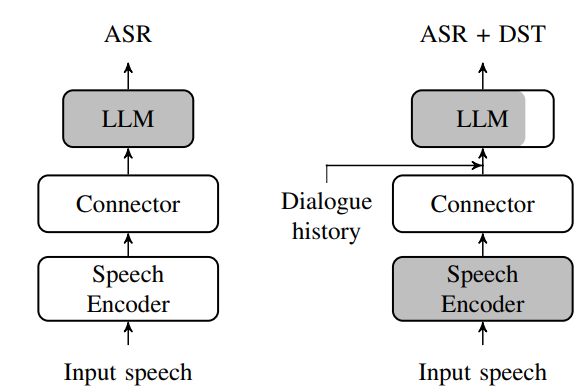 ASR
LLM
Connector
Speech
Encoder
Input speech
ASR + DST
LLM
Dialogue
history
Connector
Speech
Encoder
Input speech